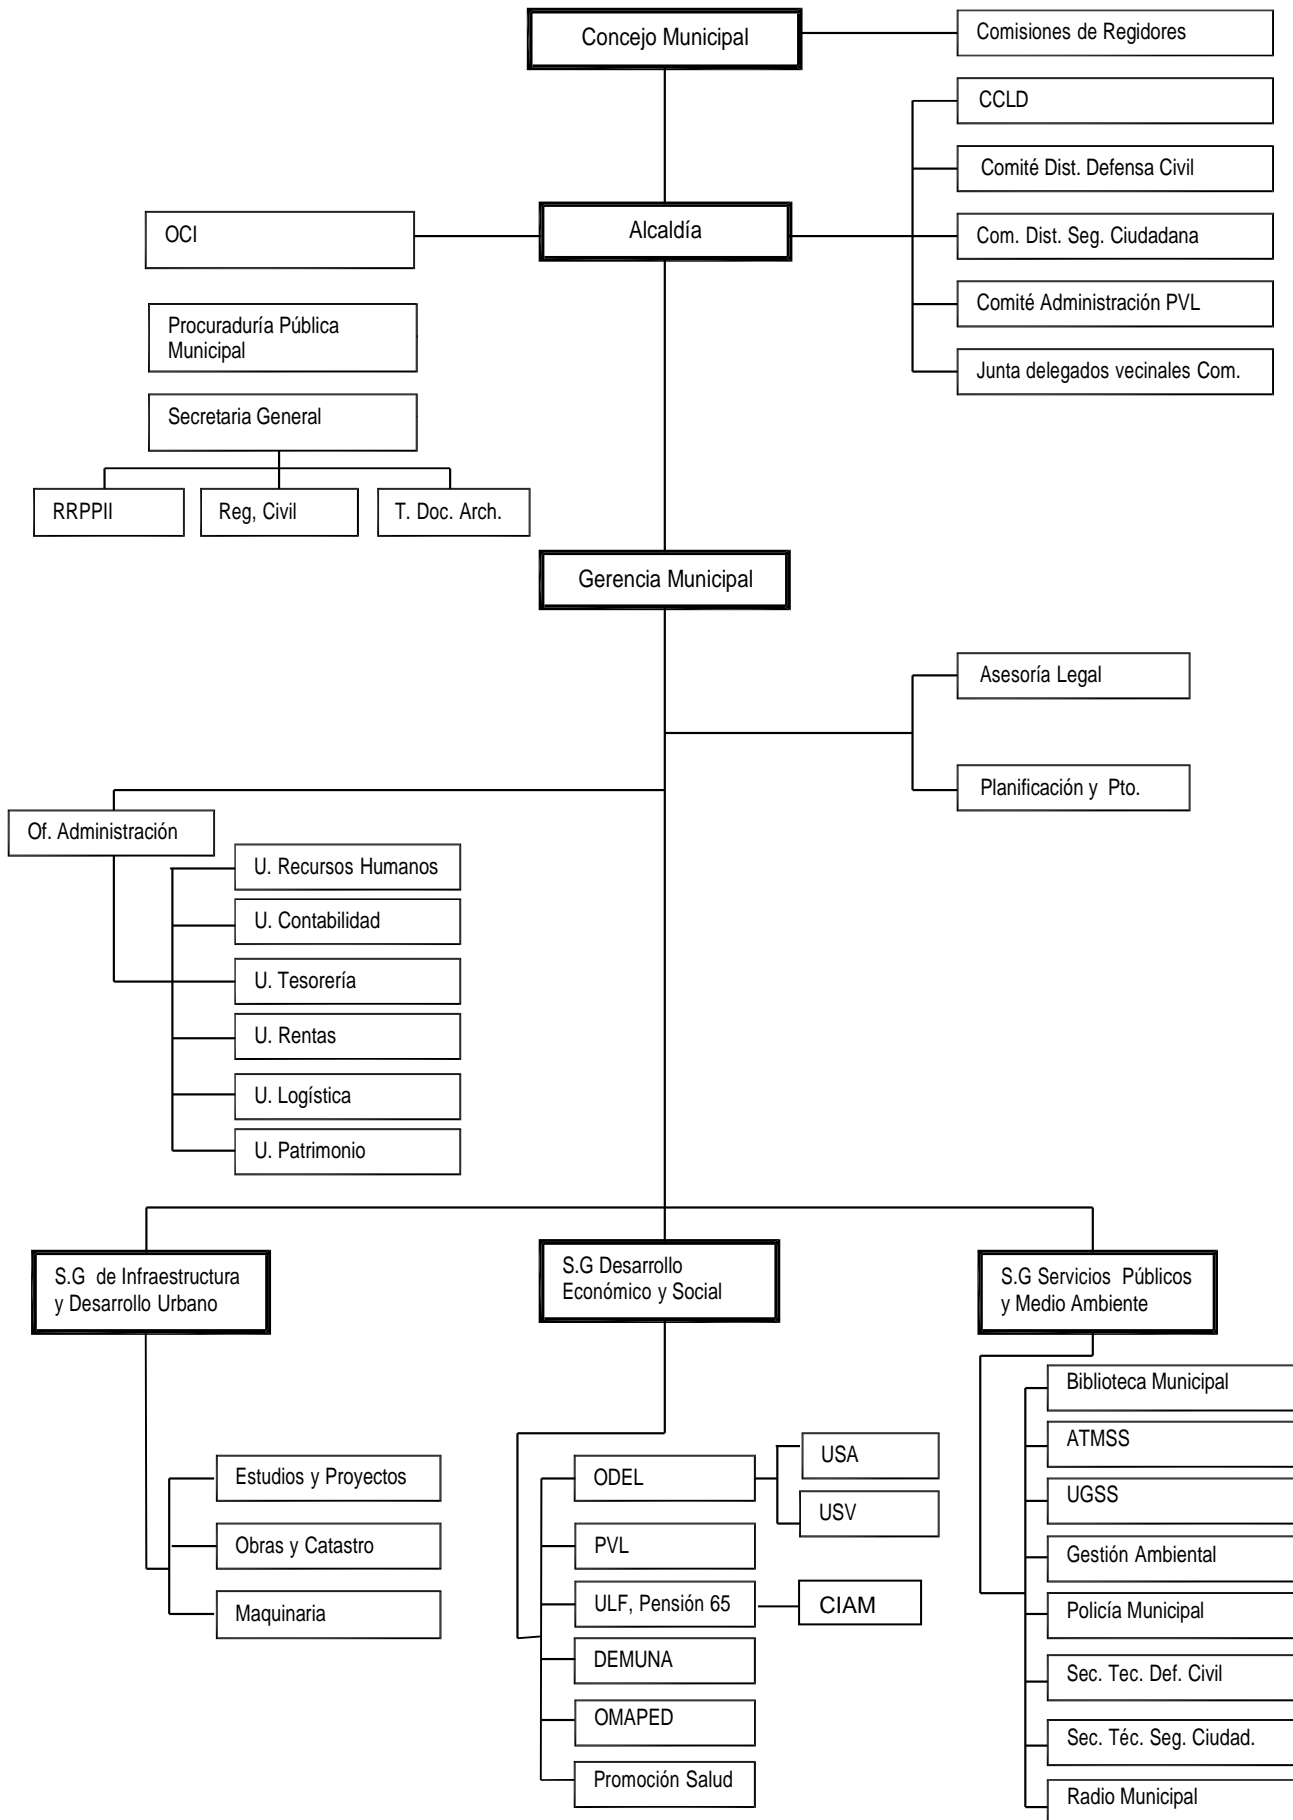 Concejo Municipal
Comisiones de Regidores
CCLD
Comité Dist. Defensa Civil
OCI
Alcaldía
Com. Dist. Seg. Ciudadana
Comité Administración PVL
Procuraduría Pública
Municipal
Junta delegados vecinales Com.
Secretaria General
RRPPII
Reg, Civil
T. Doc. Arch.
Gerencia Municipal
Asesoría Legal
Planificación y Pto.
Of. Administración
U. Recursos Humanos
U. Contabilidad
U. Tesorería
U. Rentas
U. Logística
U. Patrimonio
S.G de Infraestructura
y Desarrollo Urbano
S.G Desarrollo
Económico y Social
S.G Servicios Públicos
y Medio Ambiente
Estudios y Proyectos
Obras y Catastro
Maquinaria
ODEL
USA
USV
PVL
ULF, Pensión 65
CIAM
DEMUNA
OMAPED
Promoción Salud
Biblioteca Municipal
ATMSS
UGSS
Gestión Ambiental
Policía Municipal
Sec. Tec. Def. Civil
Sec. Téc. Seg. Ciudad.
Radio Municipal